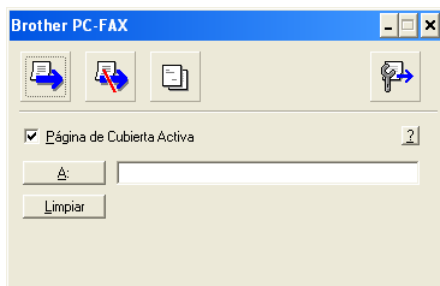 Brother PC-FAX
Página de Cubierta Activa
?
A:
Limpiar